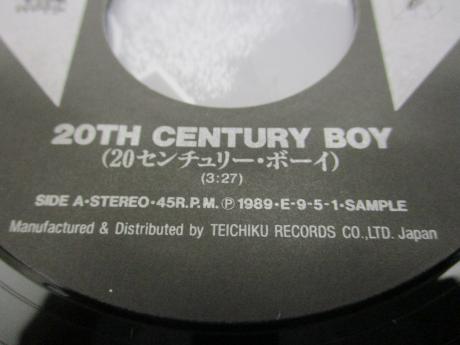 20TH CENTURY BOY
(20センチュリー・ボーイ)
(3:27)
SIDE A・STEREO・45R.P.M.Ⓟ1989・E-9-5-1・SAMPLE
Manufactured & Distributed by TEICHIKU RECORDS CO.,LTD. Japan